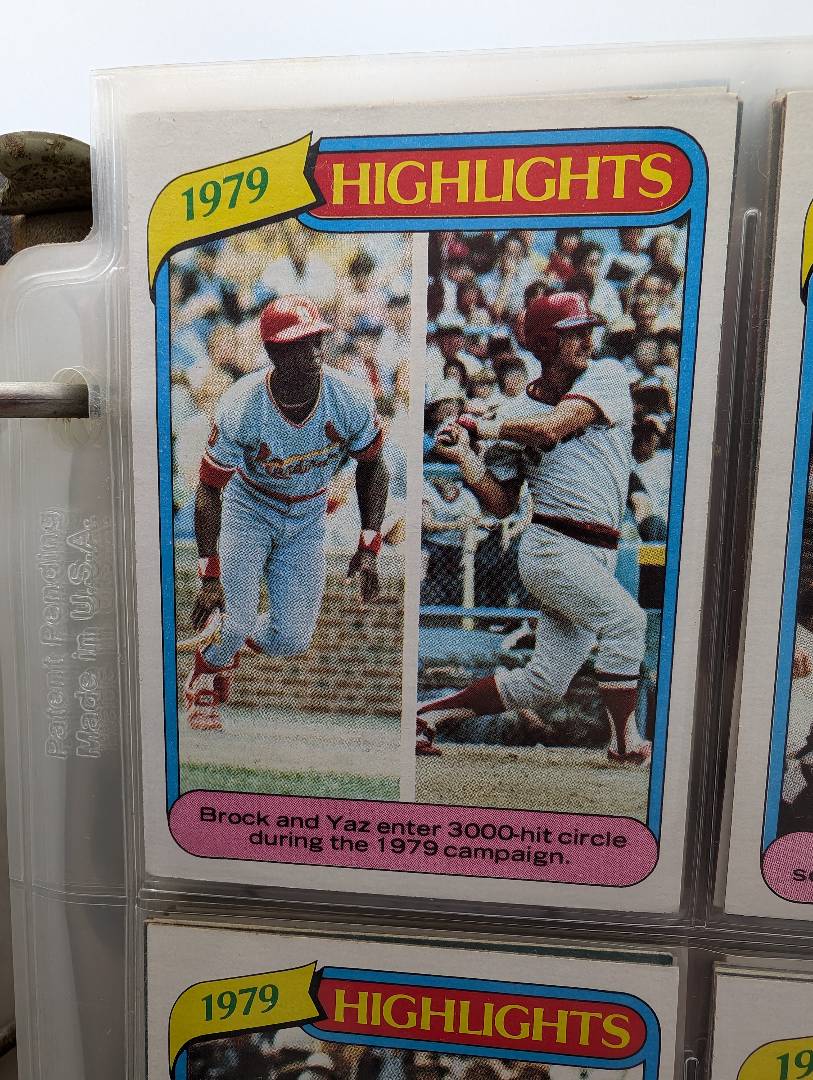 1979
HIGHLIGHTS
Brock and Yaz enter 3000-hit circle
during the 1979 campaign.
Patent Pending
Made in U.S.A.
1979
HIGHLIGHTS